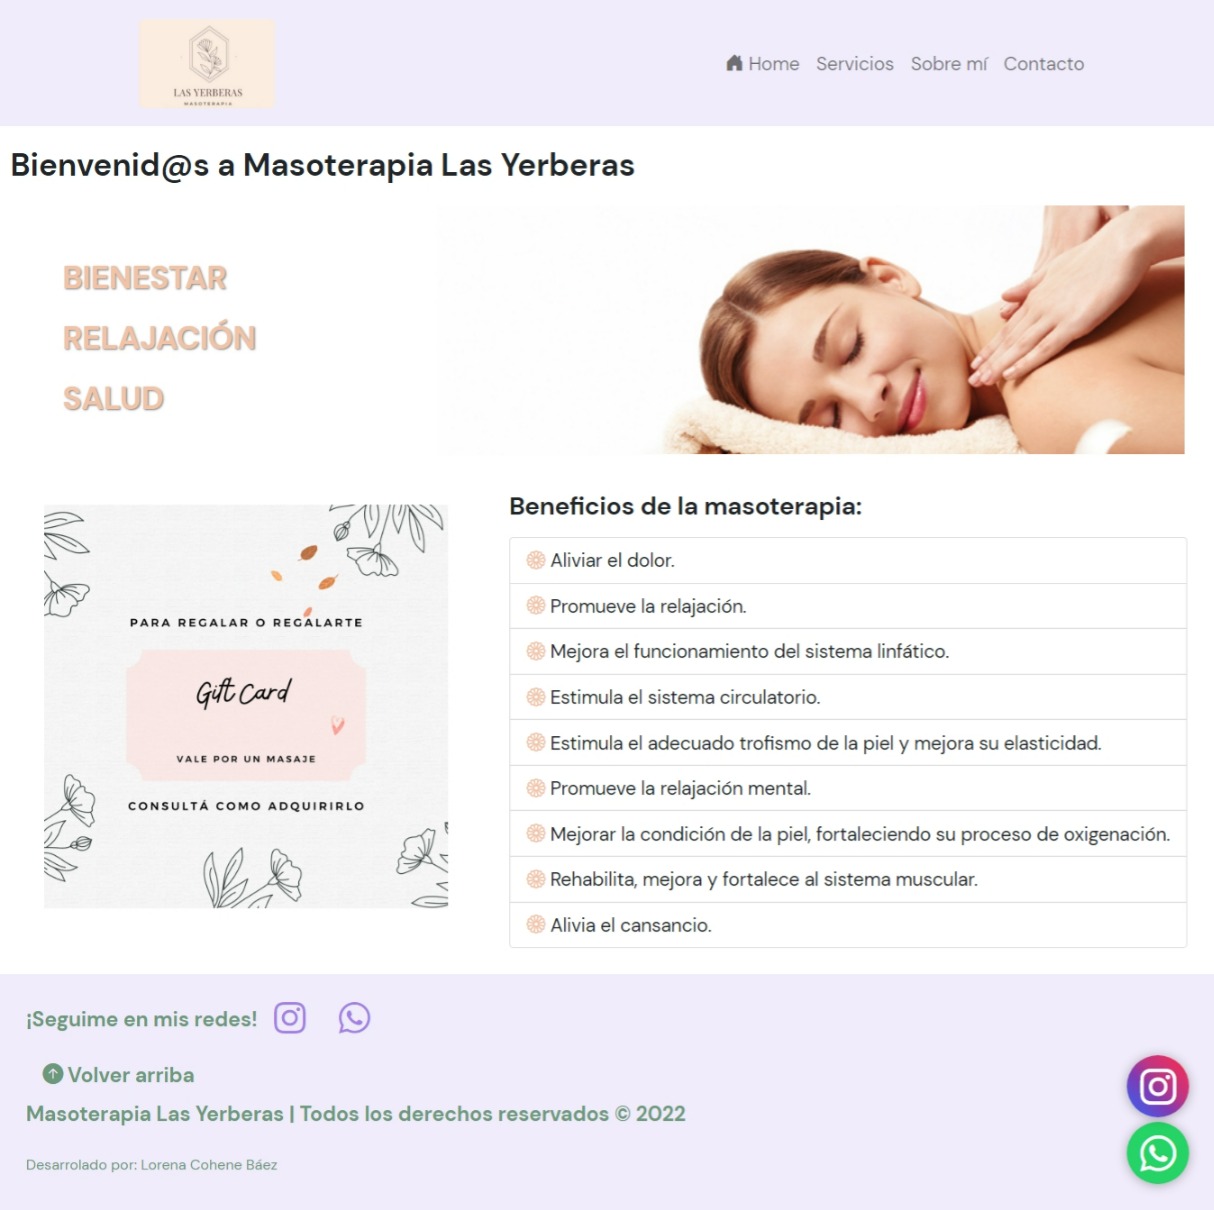 LAS YERBERAS
MASOTERAPIA
Home Servicios Sobre mí Contacto
Bienvenid@s a Masoterapia Las Yerberas
BIENESTAR
RELAJACIÓN
SALUD
PARA REGALAR O REGALARTE
Gift Card
VALE POR UN MASAJE
CONSULTÁ COMO ADQUIRIRLO
Beneficios de la masoterapia:
Aliviar el dolor.
Promueve la relajación.
Mejora el funcionamiento del sistema linfático.
Estimula el sistema circulatorio.
Estimula el adecuado trofismo de la piel y mejora su elasticidad.
Promueve la relajación mental.
Mejorar la condición de la piel, fortaleciendo su proceso de oxigenación.
Rehabilita, mejora y fortalece al sistema muscular.
Alivia el cansancio.
¡Seguime en mis redes!
Volver arriba
Masoterapia Las Yerberas | Todos los derechos reservados © 2022
Desarrolado por: Lorena Cohene Báez